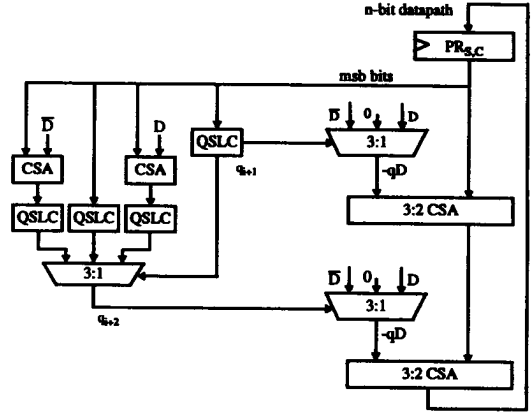 n-bit datapath
PR_S,C
msb bits
D̅ D QSLC D̅ 0 D
3:1
q_i+1
-qD
CSA CSA
QSLC QSLC QSLC
3:2 CSA
3:1
D̅ 0 D
3:1
q_i+2
-qD
3:2 CSA